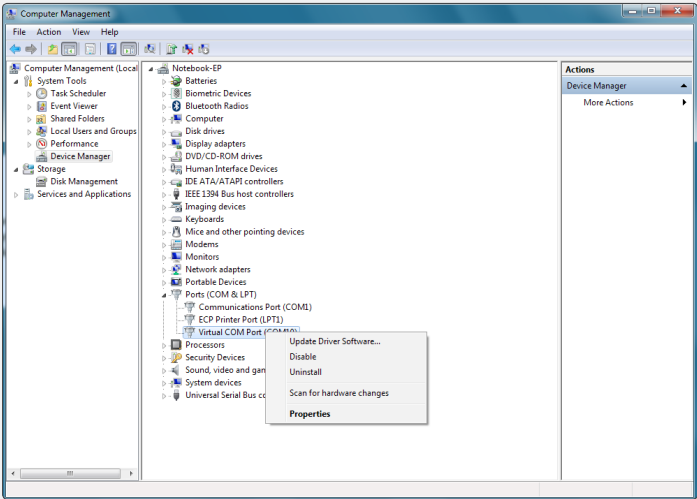 Computer Management
File Action View Help
Computer Management (Local
System Tools
Task Scheduler
Event Viewer
Shared Folders
Local Users and Groups
Performance
Device Manager
Storage
Disk Management
Services and Applications
Notebook-EP
Batteries
Biometric Devices
Bluetooth Radios
Computer
Disk drives
Display adapters
DVD/CD-ROM drives
Human Interface Devices
IDE ATA/ATAPI controllers
IEEE 1394 Bus host controllers
Imaging devices
Keyboards
Mice and other pointing devices
Modems
Monitors
Network adapters
Portable Devices
Ports (COM & LPT)
Communications Port (COM1)
ECP Printer Port (LPT1)
Virtual COM Port (COM10)
Processors
Security Devices
Sound, video and gam
System devices
Universal Serial Bus co
Update Driver Software...
Disable
Uninstall
Scan for hardware changes
Properties
Actions
Device Manager
More Actions